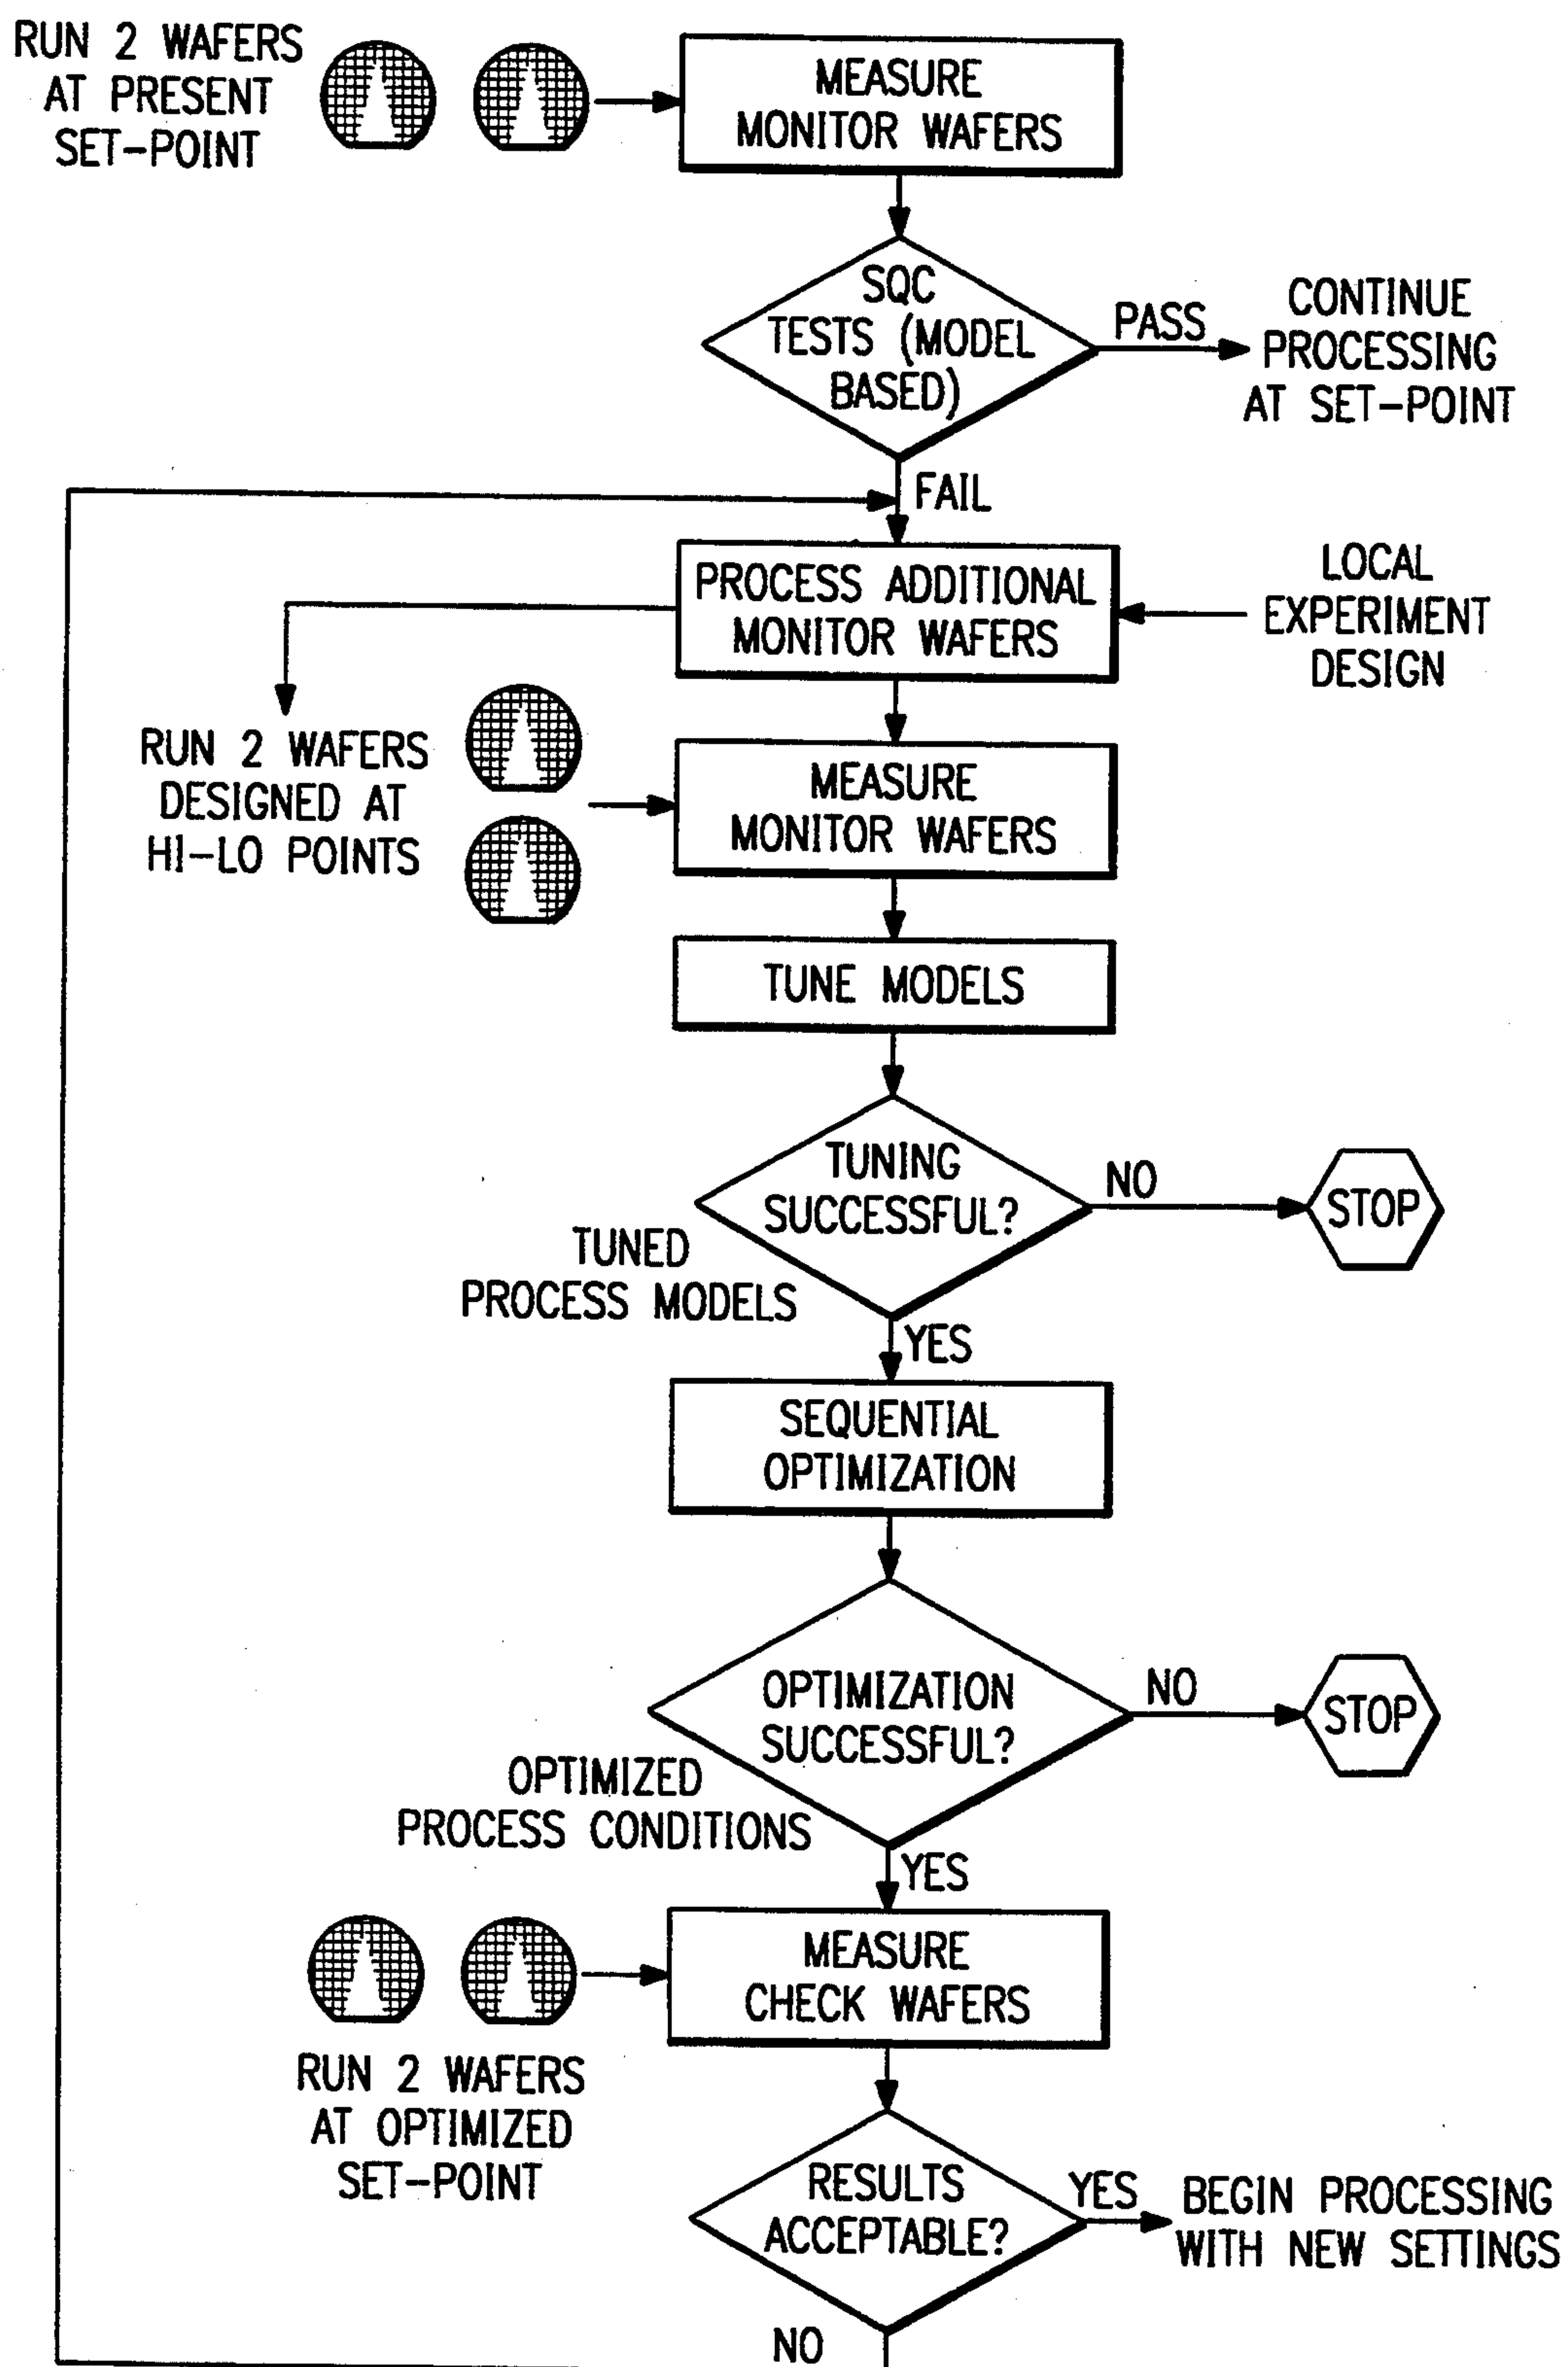 RUN 2 WAFERS
AT PRESENT
SET-POINT
MEASURE
MONITOR WAFERS
SQC
TESTS (MODEL
BASED)
PASS
CONTINUE
PROCESSING
AT SET-POINT
FAIL
PROCESS ADDITIONAL
MONITOR WAFERS
LOCAL
EXPERIMENT
DESIGN
RUN 2 WAFERS
DESIGNED AT
HI-LO POINTS
MEASURE
MONITOR WAFERS
TUNE MODELS
TUNING
SUCCESSFUL?
NO
STOP
TUNED
PROCESS MODELS
YES
SEQUENTIAL
OPTIMIZATION
OPTIMIZATION
SUCCESSFUL?
NO
STOP
OPTIMIZED
PROCESS CONDITIONS
YES
MEASURE
CHECK WAFERS
RUN 2 WAFERS
AT OPTIMIZED
SET-POINT
RESULTS
ACCEPTABLE?
YES
BEGIN PROCESSING
WITH NEW SETTINGS
NO